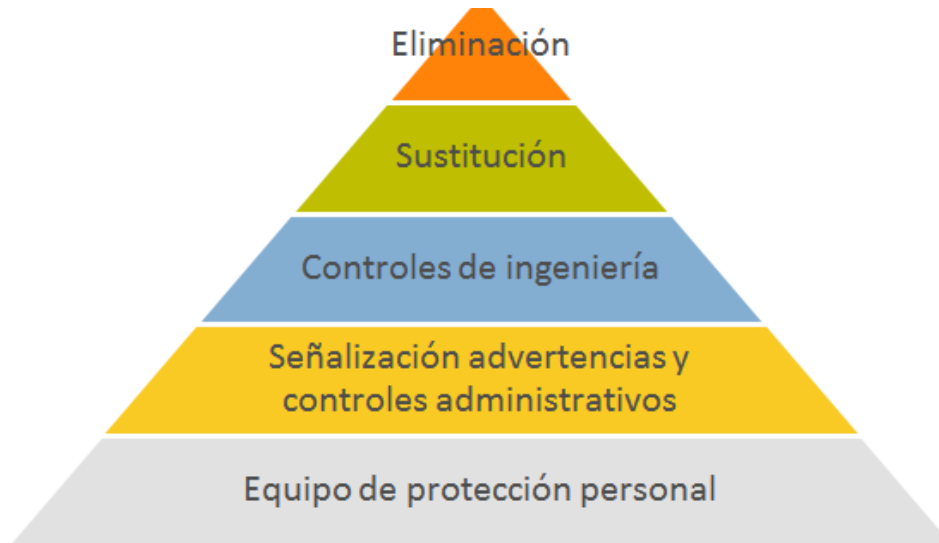 Eliminación
Sustitución
Controles de ingeniería
Señalización advertencias y
controles administrativos
Equipo de protección personal